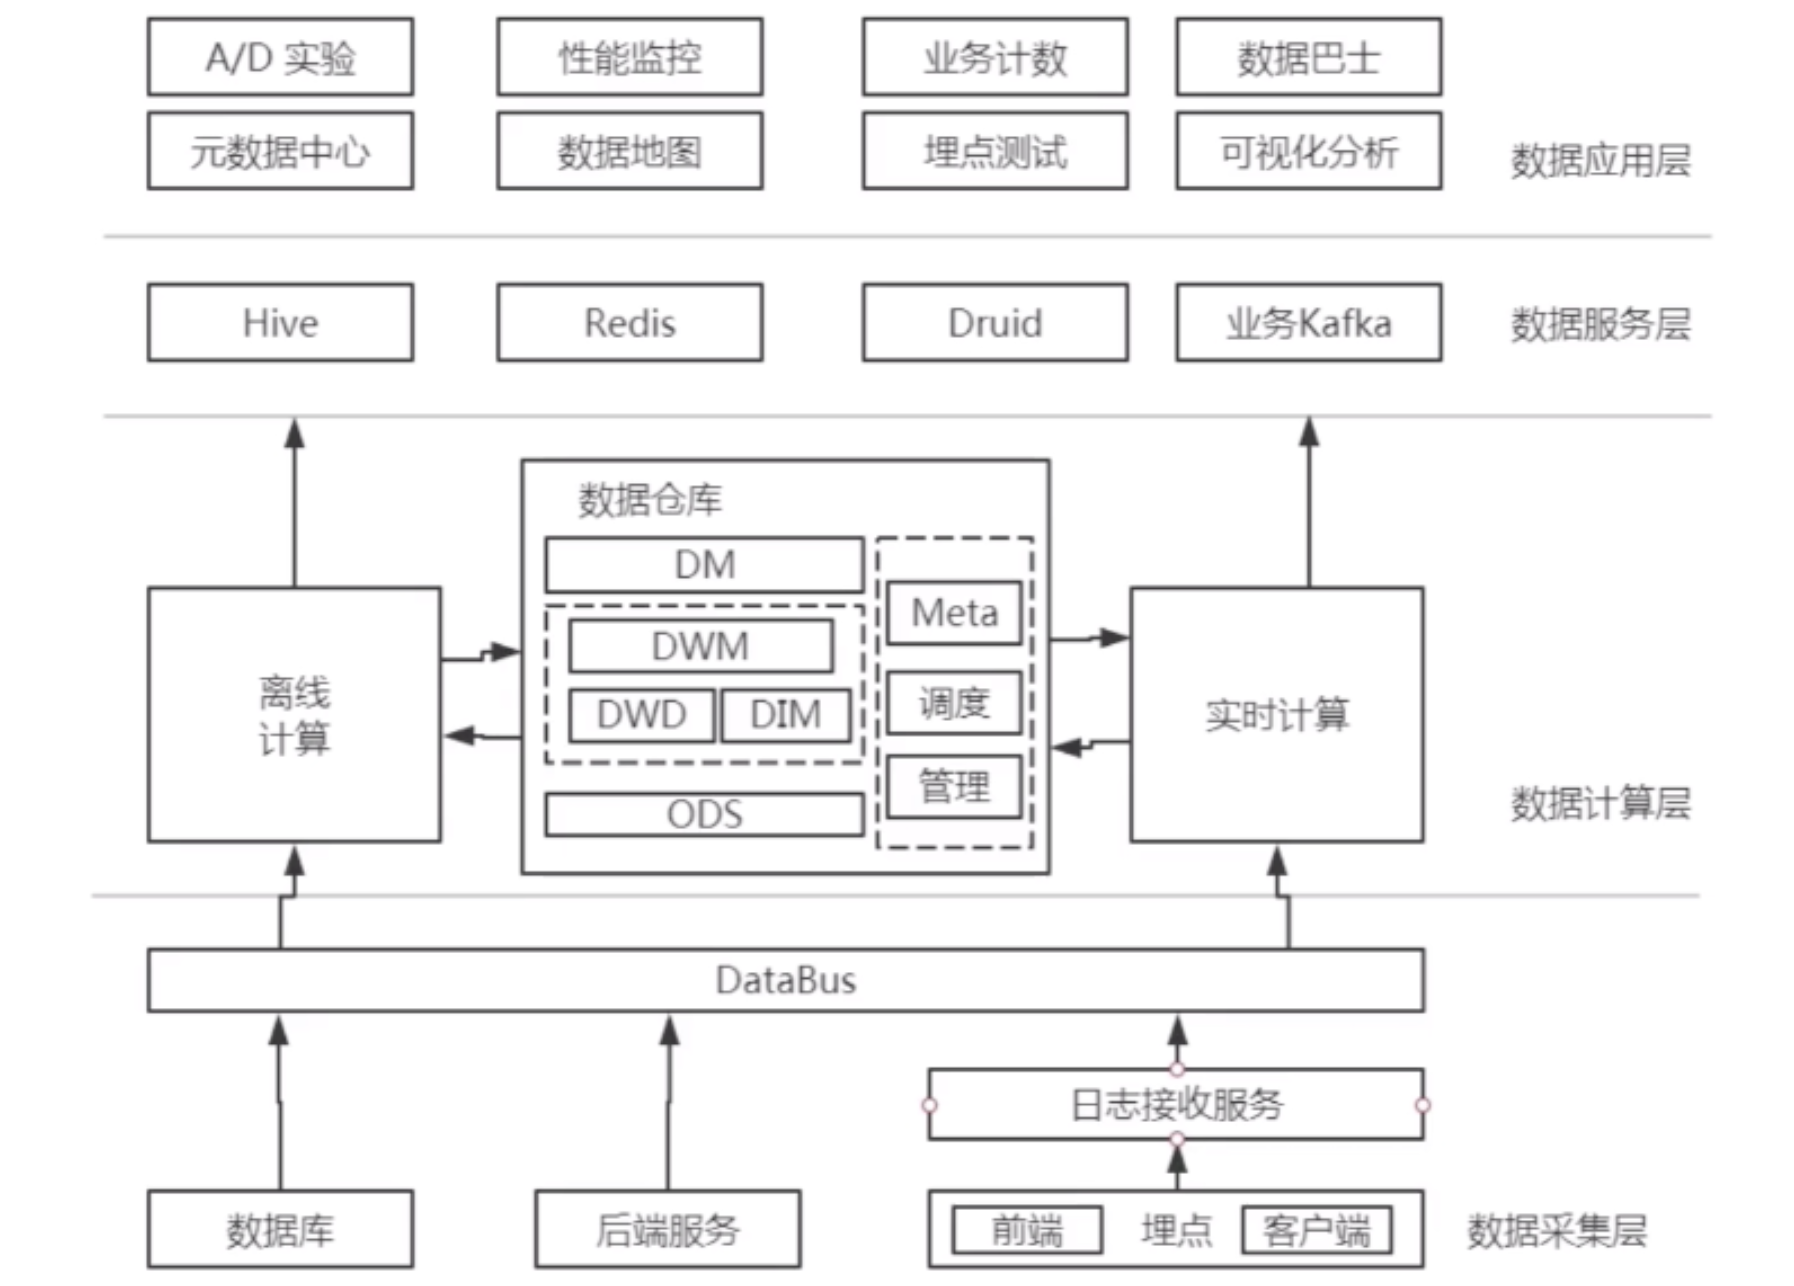 A/D 实验
性能监控
业务计数
数据巴士
元数据中心
数据地图
埋点测试
可视化分析
数据应用层
Hive
Redis
Druid
业务Kafka
数据服务层
数据仓库
DM
DWM
DWD
DIM
ODS
Meta
调度
管理
离线
计算
实时计算
数据计算层
DataBus
日志接收服务
数据库
后端服务
前端
埋点
客户端
数据采集层